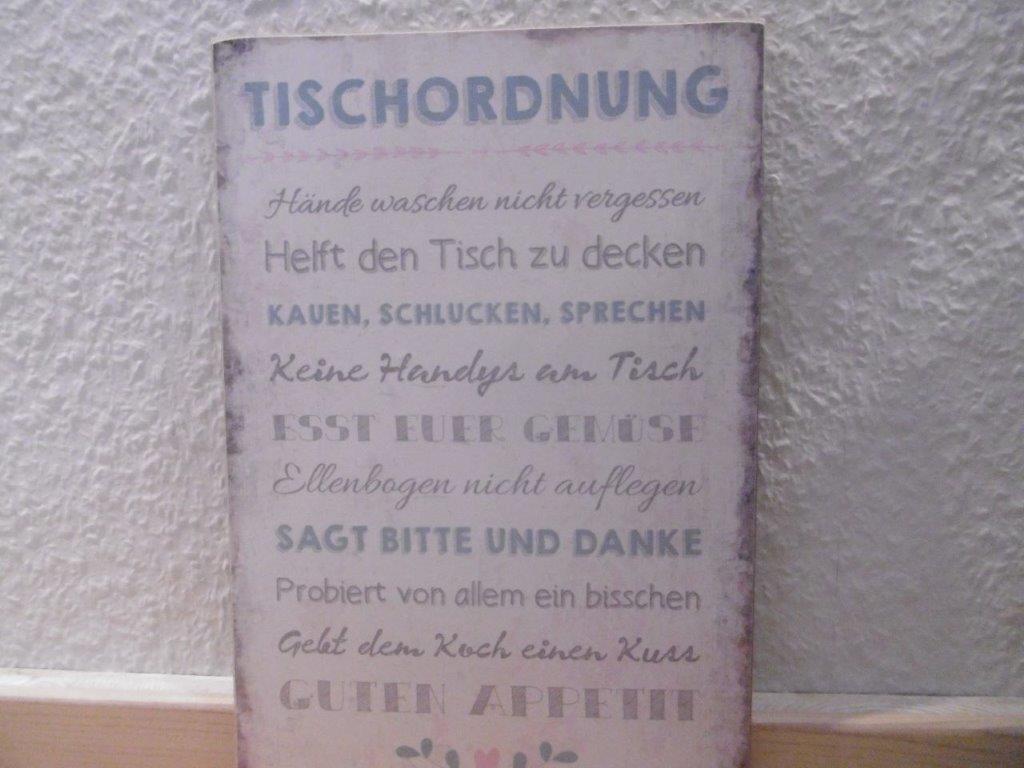 TISCHORDNUNG
Hände waschen nicht vergessen
Helft den Tisch zu decken
KAUEN, SCHLUCKEN, SPRECHEN
Keine Handys am Tisch
ESST EUER GEMÜSE
Ellenbogen nicht auflegen
SAGT BITTE UND DANKE
Probiert von allem ein bisschen
Gebt dem Koch einen Kuss
GUTEN APPETIT